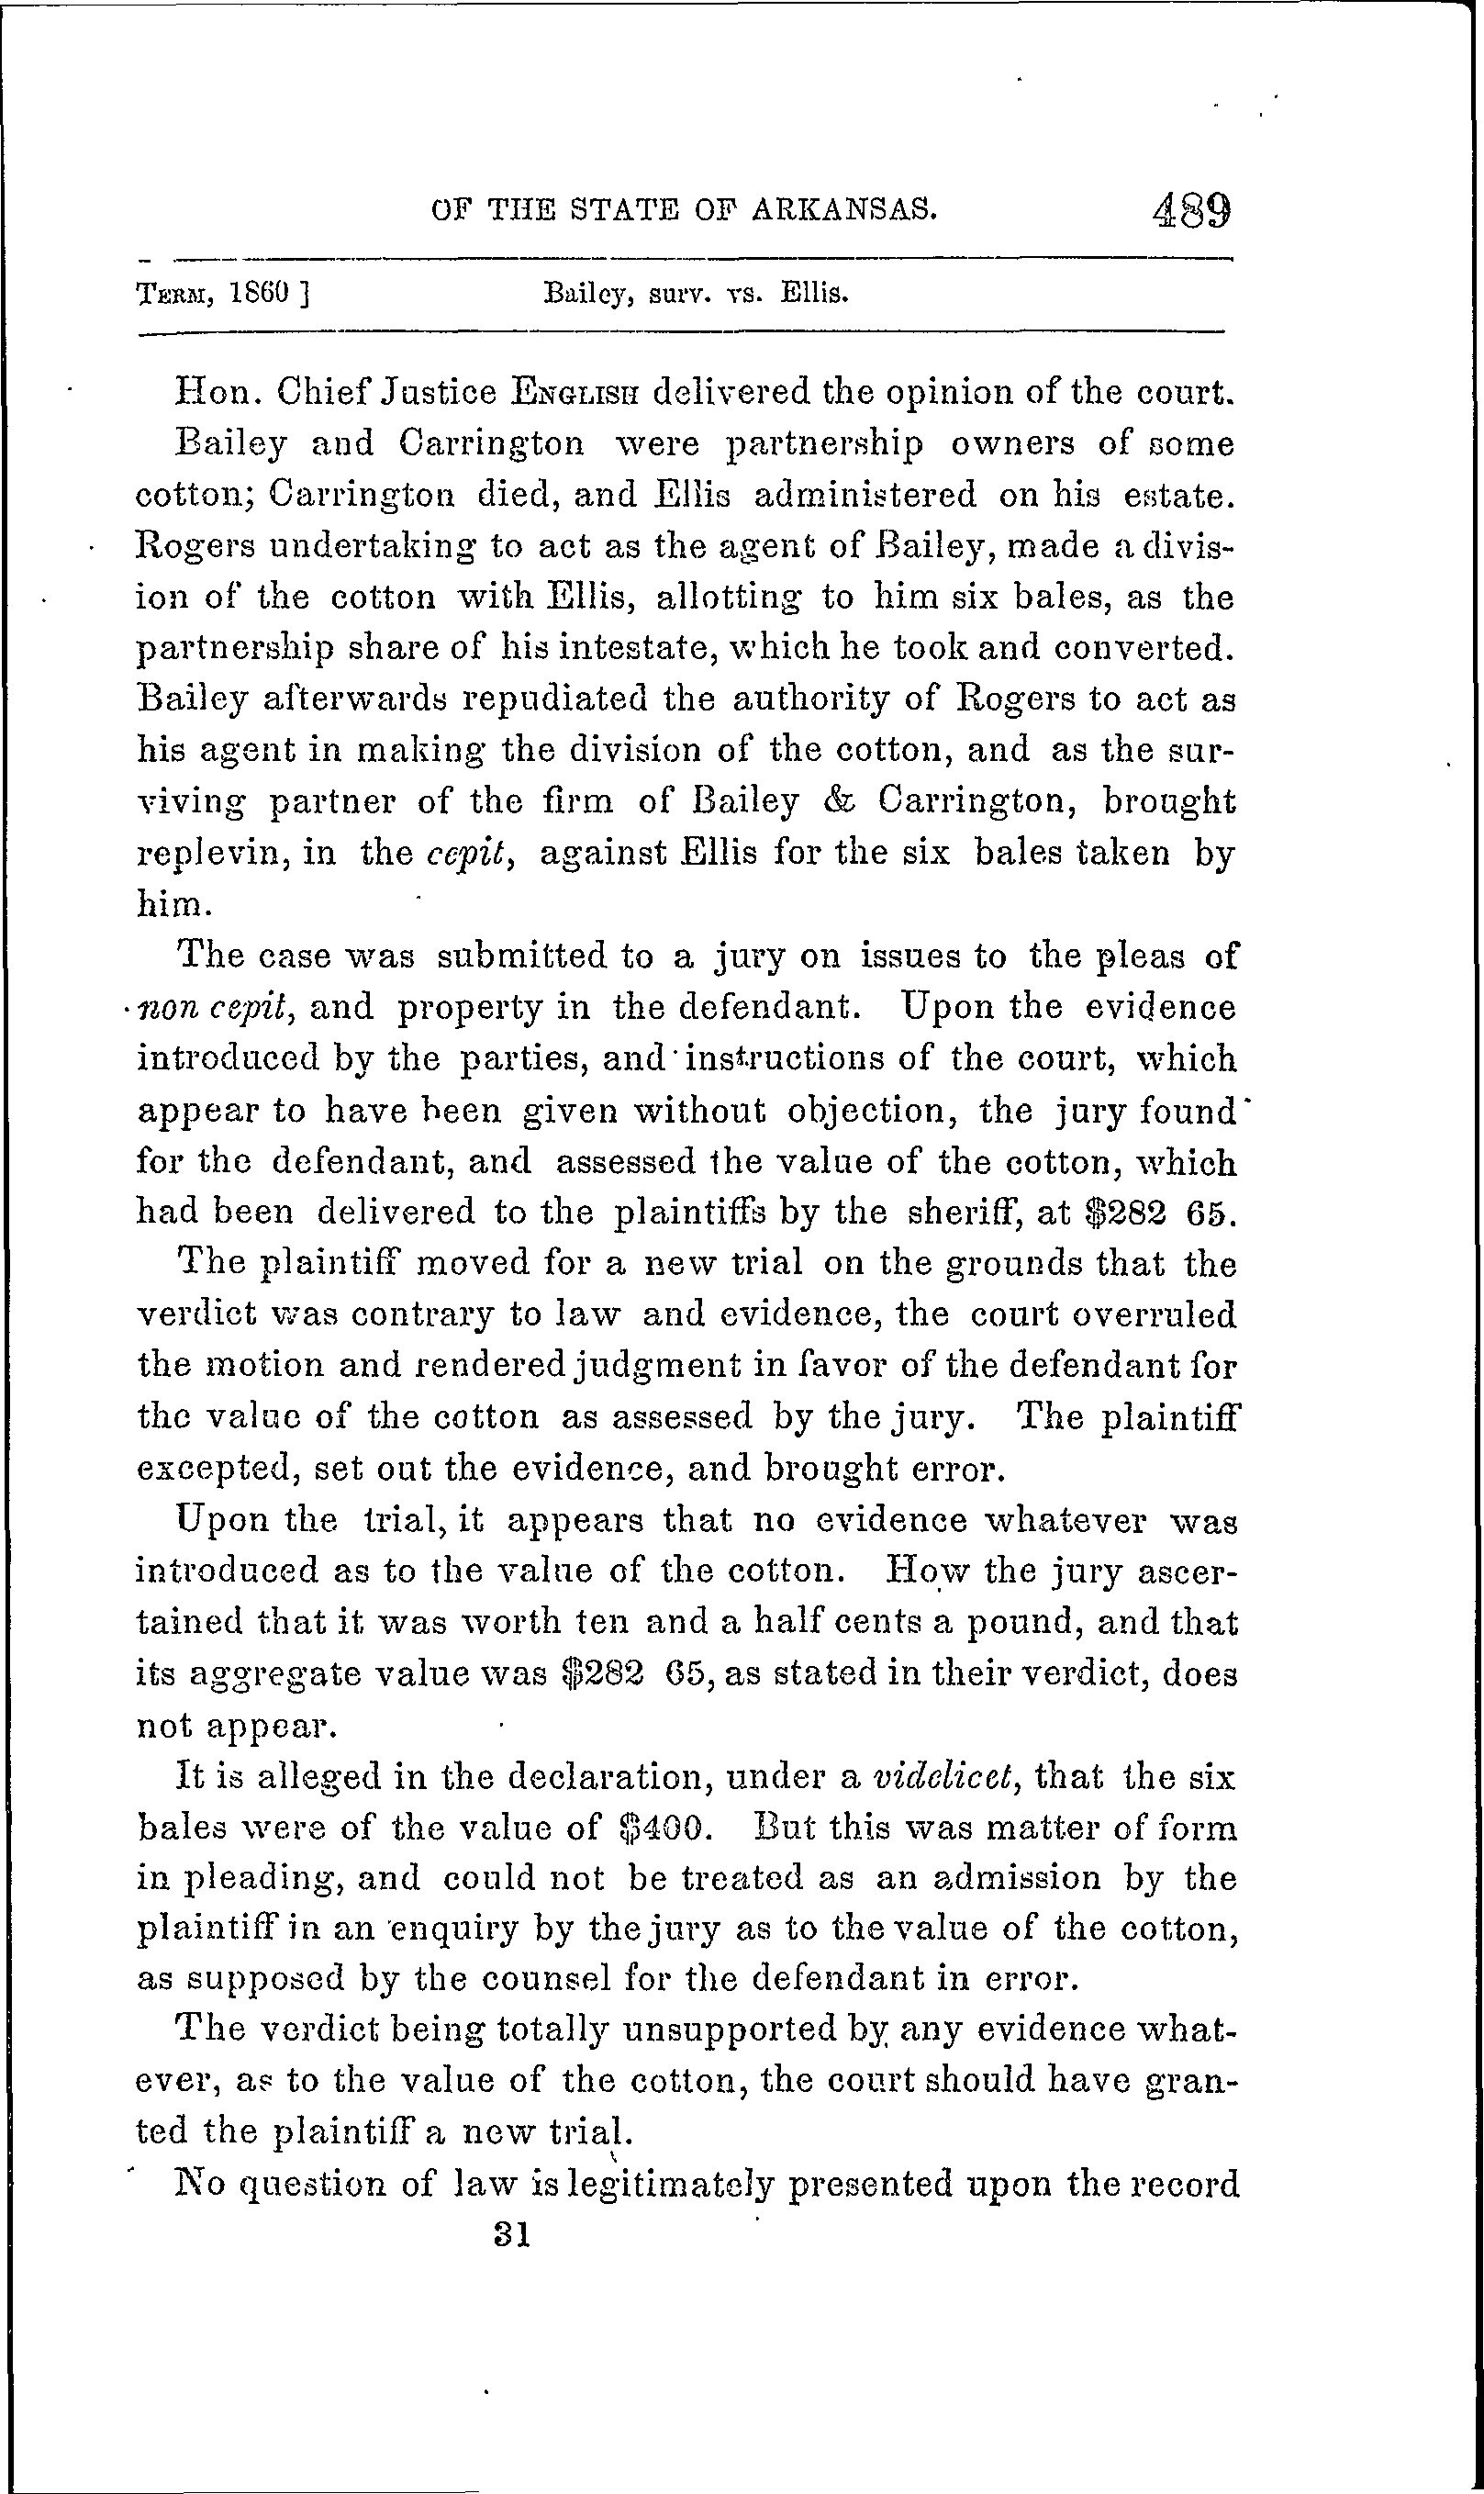 OF THE STATE OF ARKANSAS. 489
TERM, 1860 ] Bailey, surv. vs. Ellis.
Hon. Chief Justice ENGLISH delivered the opinion of the court.
Bailey and Carrington were partnership owners of some
cotton; Carrington died, and Ellis administered on his estate.
Rogers undertaking to act as the agent of Bailey, made a divis-
ion of the cotton with Ellis, allotting to him six bales, as the
partnership share of his intestate, which he took and converted.
Bailey afterwards repudiated the authority of Rogers to act as
his agent in making the division of the cotton, and as the sur-
viving partner of the firm of Bailey & Carrington, brought
replevin, in the cepit, against Ellis for the six bales taken by
him.
The case was submitted to a jury on issues to the pleas of
non cepit, and property in the defendant. Upon the evidence
introduced by the parties, and instructions of the court, which
appear to have been given without objection, the jury found
for the defendant, and assessed the value of the cotton, which
had been delivered to the plaintiffs by the sheriff, at $282 65.
The plaintiff moved for a new trial on the grounds that the
verdict was contrary to law and evidence, the court overruled
the motion and rendered judgment in favor of the defendant for
the value of the cotton as assessed by the jury. The plaintiff
excepted, set out the evidence, and brought error.
Upon the trial, it appears that no evidence whatever was
introduced as to the value of the cotton. How the jury ascer-
tained that it was worth ten and a half cents a pound, and that
its aggregate value was $282 65, as stated in their verdict, does
not appear.
It is alleged in the declaration, under a videlicet, that the six
bales were of the value of $400. But this was matter of form
in pleading, and could not be treated as an admission by the
plaintiff in an enquiry by the jury as to the value of the cotton,
as supposed by the counsel for the defendant in error.
The verdict being totally unsupported by any evidence what-
ever, as to the value of the cotton, the court should have gran-
ted the plaintiff a new trial.
No question of law is legitimately presented upon the record
31